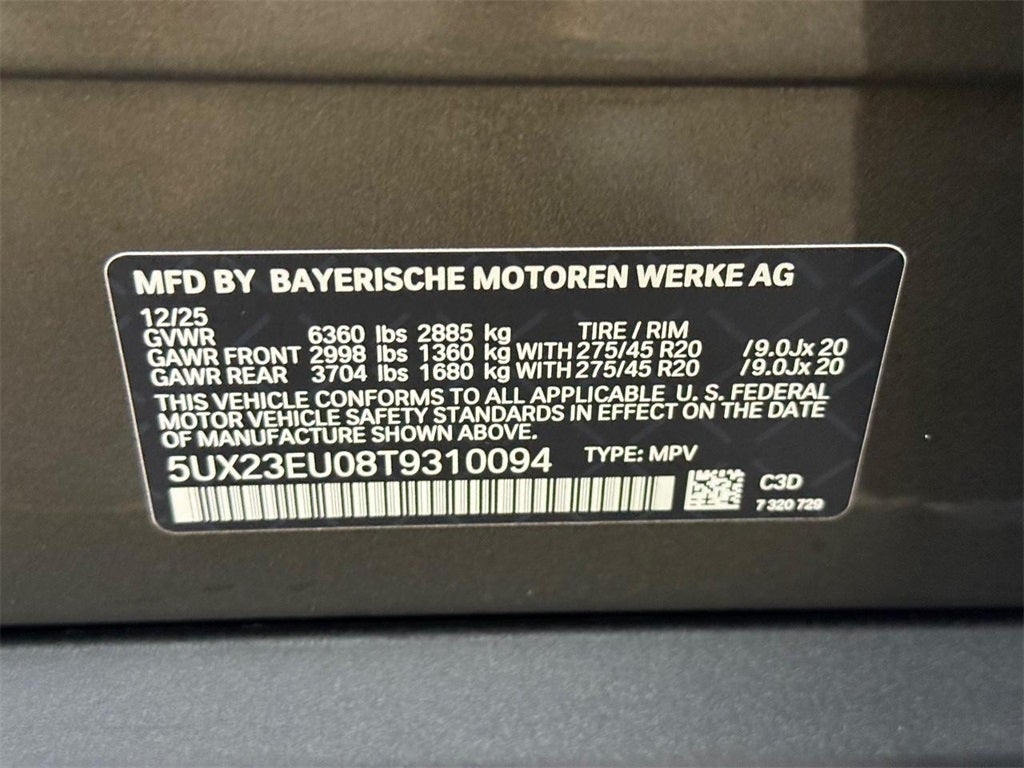 MFD BY BAYERISCHE MOTOREN WERKE AG
12/25
GVWR 6360 lbs 2885 kg TIRE / RIM
GAWR FRONT 2998 lbs 1360 kg WITH 275/45 R20 /9.0Jx20
GAWR REAR 3704 lbs 1680 kg WITH 275/45 R20 /9.0Jx20
THIS VEHICLE CONFORMS TO ALL APPLICABLE U. S. FEDERAL
MOTOR VEHICLE SAFETY STANDARDS IN EFFECT ON THE DATE
OF MANUFACTURE SHOWN ABOVE.
5UX23EU08T9310094 TYPE: MPV
C3D
7 320 729